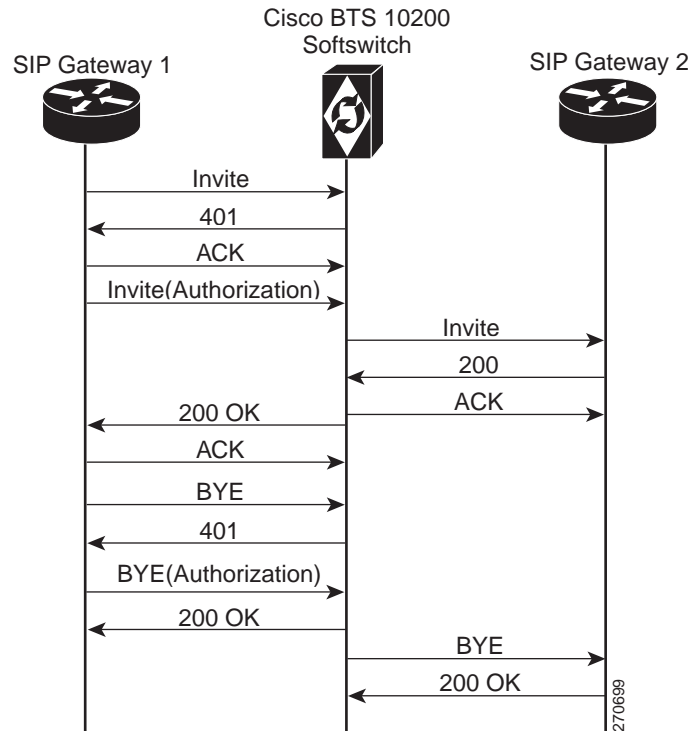 Cisco BTS 10200
Softswitch
SIP Gateway 1
SIP Gateway 2
Invite
401
ACK
Invite(Authorization)
Invite
200
ACK
200 OK
ACK
BYE
401
BYE(Authorization)
200 OK
BYE
200 OK
270699